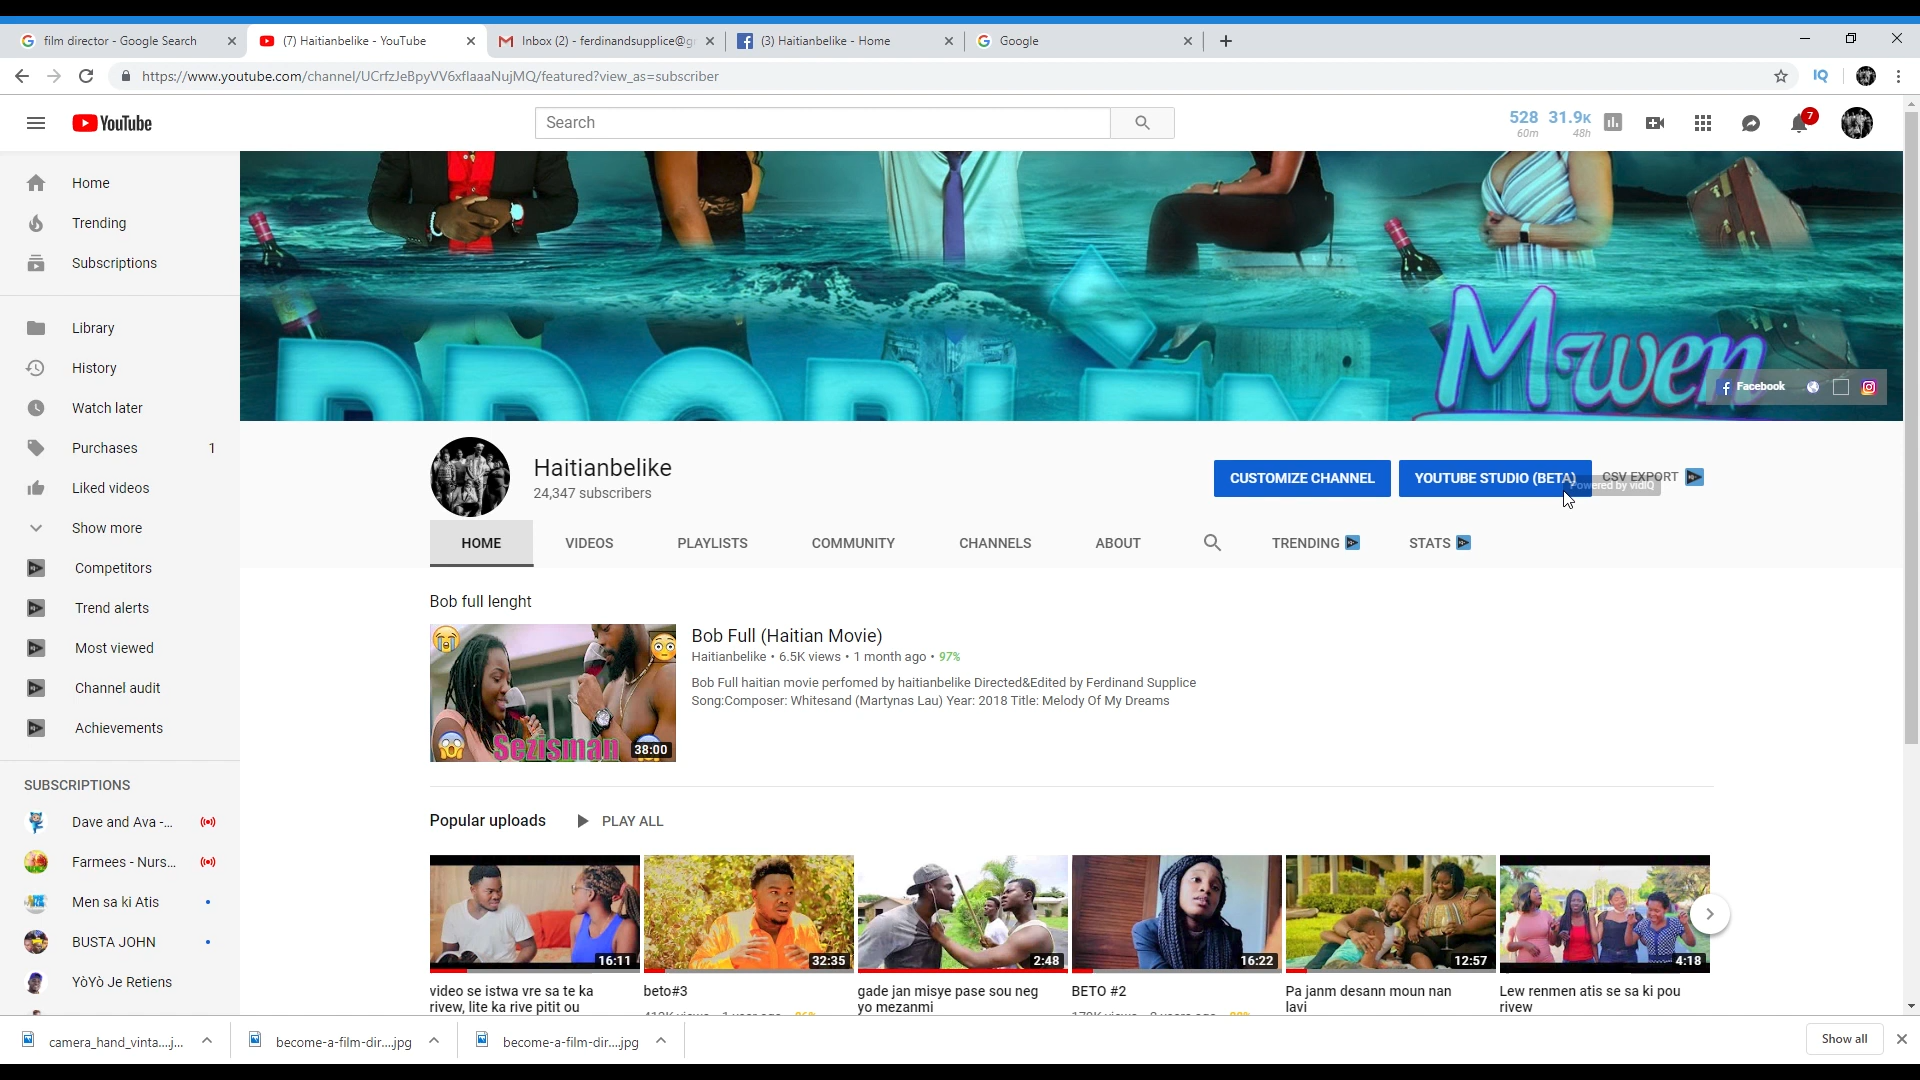 film director - Google Search
(7) Haitianbelike - YouTube
Inbox (2) - ferdinandsupplice@g
(3) Haitianbelike - Home
Google
https://www.youtube.com/channel/UCrfzJeBpyVV6xflaaaNujMQ/featured?view_as=subscriber
IQ
YouTube
Search
528 60m
31.9K 48h
7
Home
Trending
Subscriptions
Library
History
Watch later
Purchases 1
Liked videos
Show more
Competitors
Trend alerts
Most viewed
Channel audit
Achievements
SUBSCRIPTIONS
Dave and Ava -...
Farmees - Nurs...
Men sa ki Atis
BUSTA JOHN
YòYò Je Retiens
PROBLEM
Mwen
Facebook
Haitianbelike
24,347 subscribers
CUSTOMIZE CHANNEL
YOUTUBE STUDIO (BETA)
CSV EXPORT
Powered by vidIQ
HOME
VIDEOS
PLAYLISTS
COMMUNITY
CHANNELS
ABOUT
TRENDING
STATS
Bob full lenght
Sezisman
38:00
Bob Full (Haitian Movie)
Haitianbelike • 6.5K views • 1 month ago • 97%
Bob Full haitian movie perfomed by haitianbelike Directed&Edited by Ferdinand Supplice
Song:Composer: Whitesand (Martynas Lau) Year: 2018 Title: Melody Of My Dreams
Popular uploads
PLAY ALL
16:11
32:35
2:48
16:22
12:57
4:18
video se istwa vre sa te ka
rivew, lite ka rive pitit ou
beto#3
gade jan misye pase sou neg
yo mezanmi
BETO #2
Pa janm desann moun nan
lavi
Lew renmen atis se sa ki pou
rivew
camera_hand_vinta....j...
become-a-film-dir....jpg
become-a-film-dir....jpg
Show all